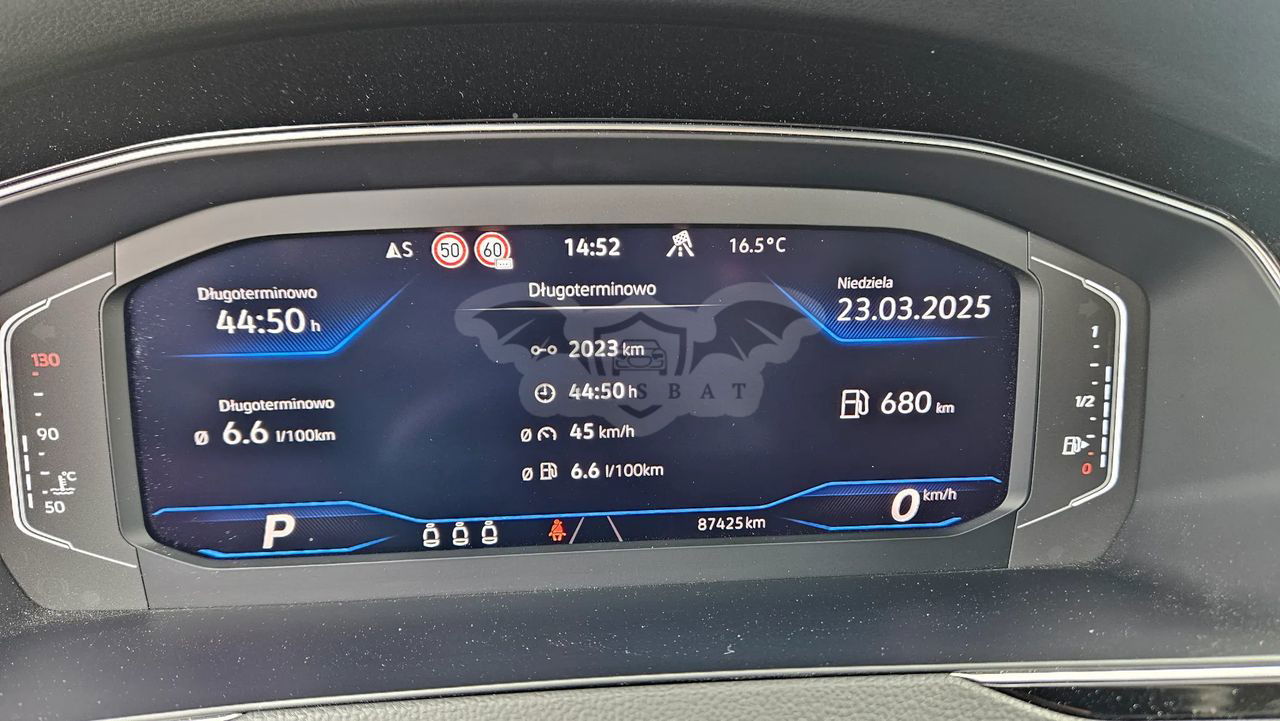 AS 50 60 14:52 16.5°C
Długoterminowo
44:50 h
Długoterminowo
Niedziela
23.03.2025
2023 km
44:50 h
SBAT
Długoterminowo
6.6 l/100km
Ø 45 km/h
Ø 6.6 l/100km
680 km
130
90
°C
50
1
1/2
0
P
87425 km
0 km/h